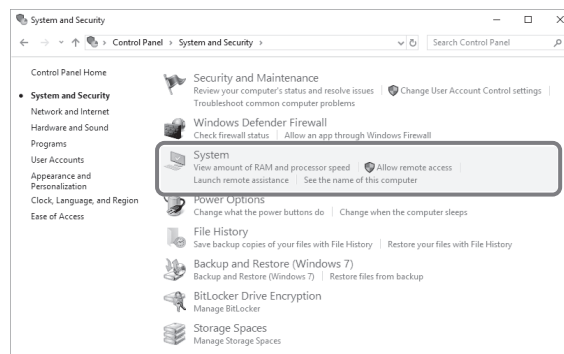 System and Security
Control Panel > System and Security >
Search Control Panel
Control Panel Home
System and Security
Network and Internet
Hardware and Sound
Programs
User Accounts
Appearance and
Personalization
Clock, Language, and Region
Ease of Access
Security and Maintenance
Review your computer's status and resolve issues | Change User Account Control settings |
Troubleshoot common computer problems
Windows Defender Firewall
Check firewall status | Allow an app through Windows Firewall
System
View amount of RAM and processor speed | Allow remote access |
Launch remote assistance | See the name of this computer
Power Options
Change what the power buttons do | Change when the computer sleeps
File History
Save backup copies of your files with File History | Restore your files with File History
Backup and Restore (Windows 7)
Backup and Restore (Windows 7) | Restore files from backup
BitLocker Drive Encryption
Manage BitLocker
Storage Spaces
Manage Storage Spaces